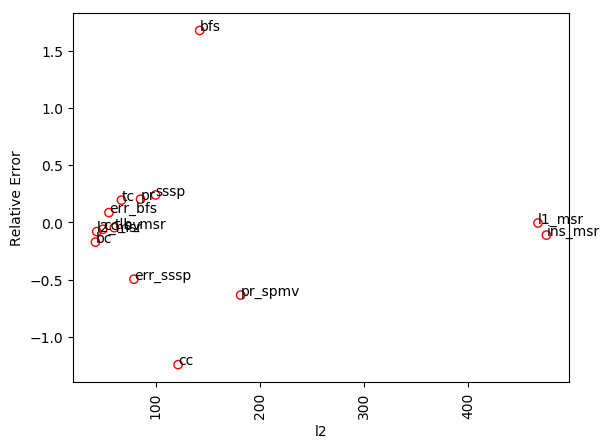 bfs
1.5
1.0
0.5
tc
pr
sssp
err_bfs
0.0
l1_msr
ins_msr
bc
−0.5
err_sssp
pr_spmv
−1.0
cc
100
200
300
400
Relative Error
l2